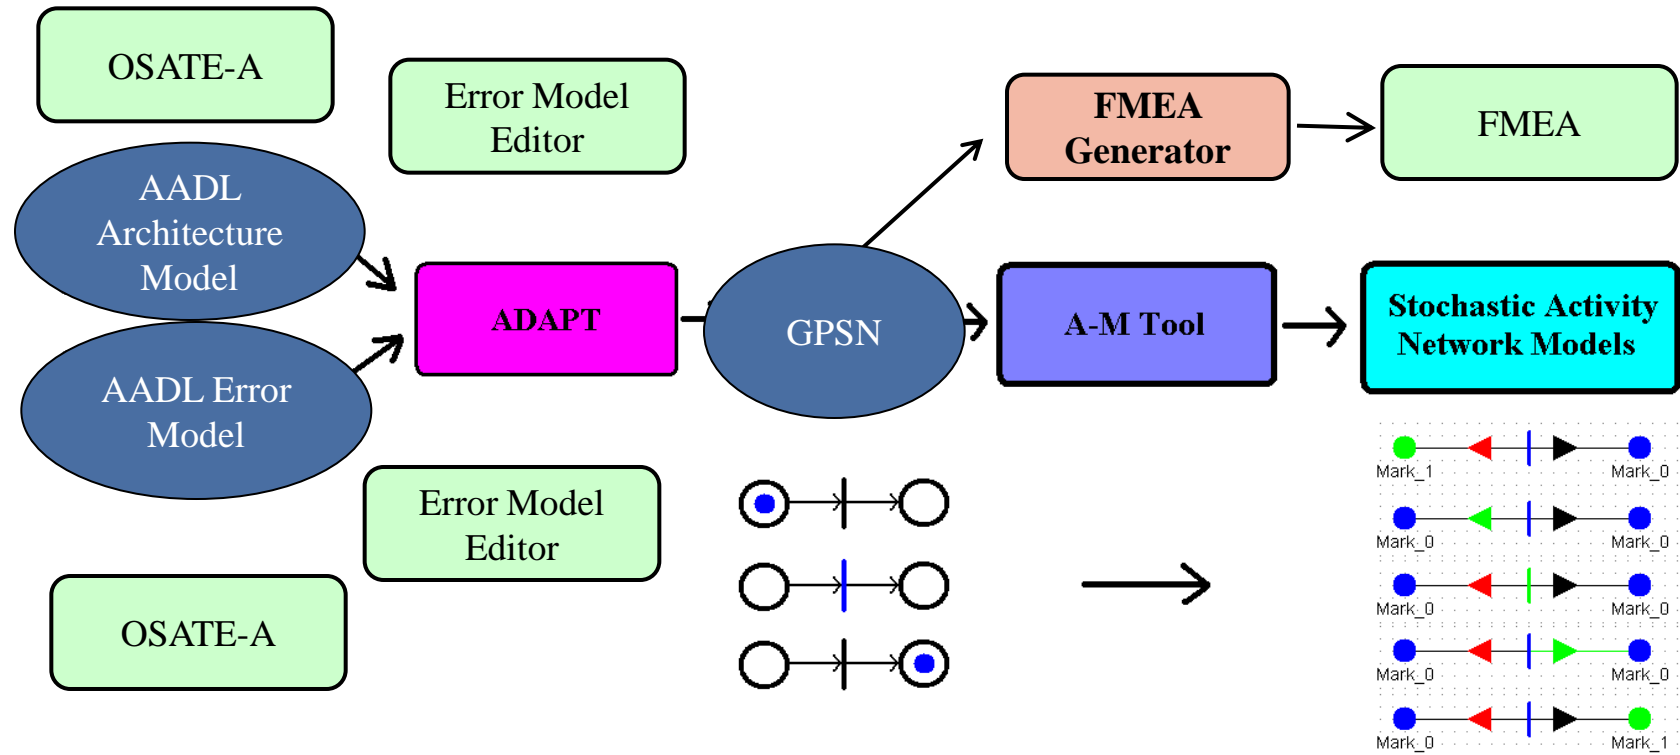 OSATE-A
Error Model
Editor
FMEA
Generator
FMEA
AADL
Architecture
Model
ADAPT
GPSN
A-M Tool
Stochastic Activity
Network Models
AADL Error
Model
Error Model
Editor
OSATE-A
Mark_1 Mark_0
Mark_0 Mark_0
Mark_0 Mark_0
Mark_0 Mark_0
Mark_0 Mark_1